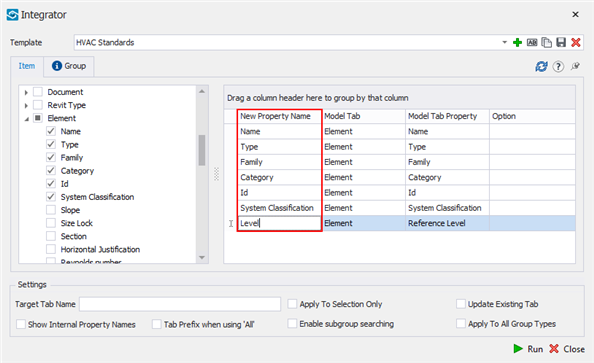 Integrator
Template HVAC Standards
Item Group
Document
Revit Type
Element
Name
Type
Family
Category
Id
System Classification
Slope
Size Lock
Section
Horizontal Justification
Reynolds number
Drag a column header here to group by that column
New Property Name Model Tab Model Tab Property Option
Name Element Name
Type Element Type
Family Element Family
Category Element Category
Id Element Id
System Classification Element System Classification
Level Element Reference Level
Settings
Target Tab Name Apply To Selection Only Update Existing Tab
Show Internal Property Names Tab Prefix when using 'All' Enable subgroup searching Apply To All Group Types
Run Close